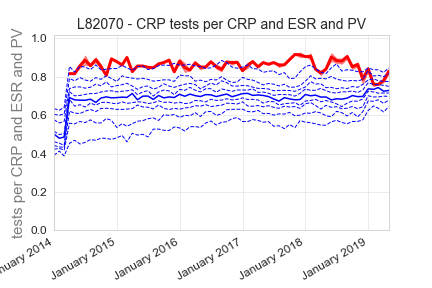 L82070 - CRP tests per CRP and ESR and PV
tests per CRP and ESR and PV
1.0
0.8
0.6
0.4
0.2
0.0
nuary 2014
January 2015
January 2016
January 2017
January 2018
January 2019